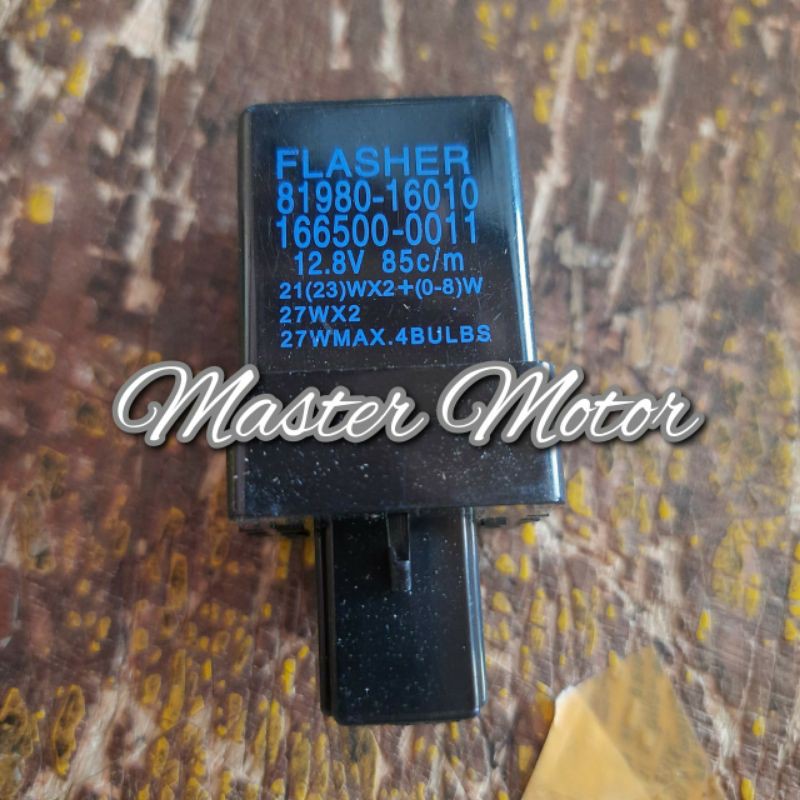 FLASHER
81980-16010
166500-0011
12.8V 85c/m
21(23)WX2+(0-8)W
27WX2
27WMAX.4BULBS
Master Motor